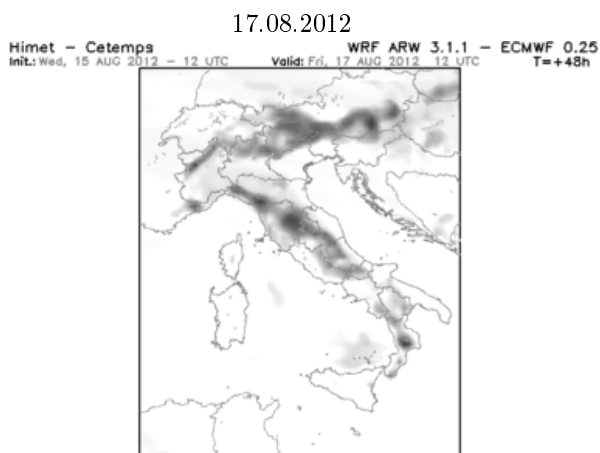 17.08.2012
Himet - Cetemps WRF ARW 3.1.1 - ECMWF 0.25
Init.: Wed, 15 AUG 2012 - 12 UTC Valid: Fri, 17 AUG 2012 12 UTC T=+48h